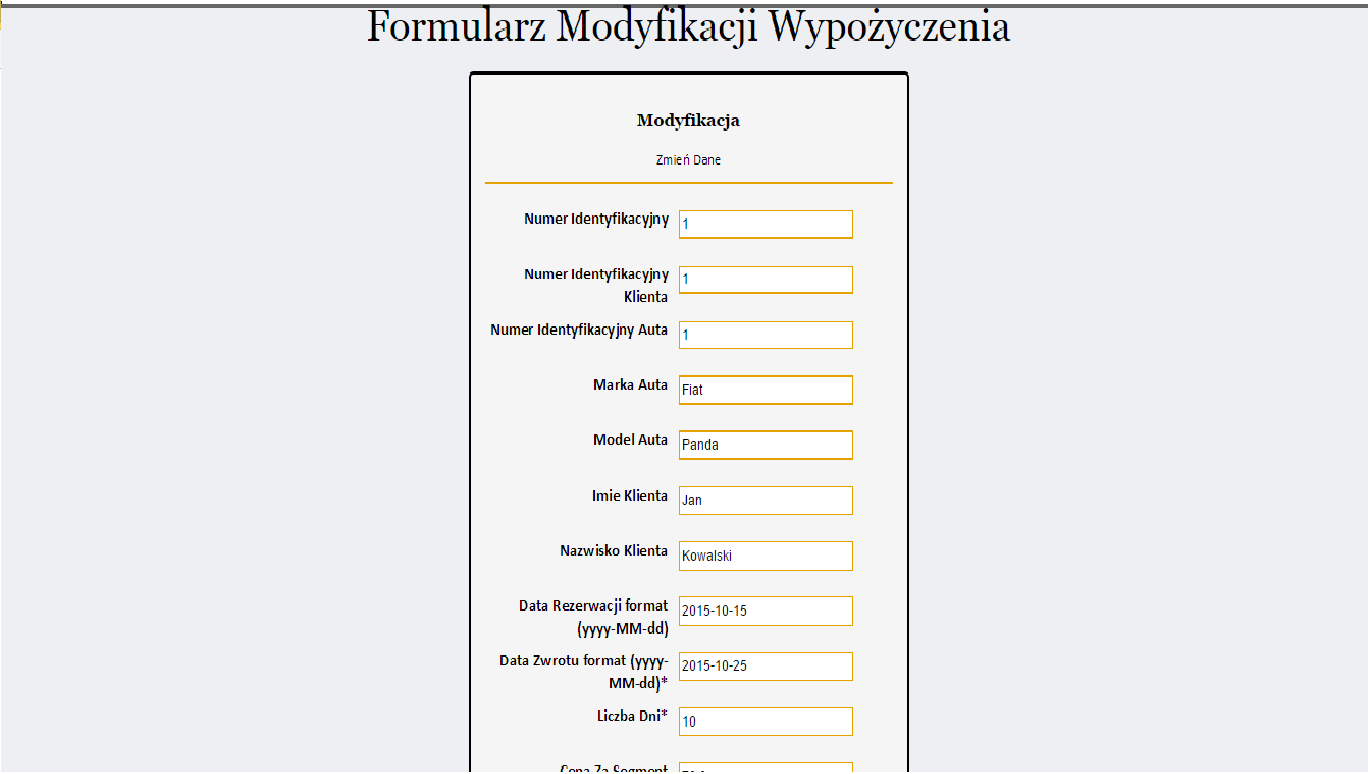 Formularz Modyfikacji Wypożyczenia
Modyfikacja
Zmień Dane
Numer Identyfikacyjny 1
Numer Identyfikacyjny 1
Klienta
Numer Identyfikacyjny Auta 1
Marka Auta Fiat
Model Auta Panda
Imie Klienta Jan
Nazwisko Klienta Kowalski
Data Rezerwacji format 2015-10-15
(yyyy-MM-dd)
Data Zwrotu format (yyyy- 2015-10-25
MM-dd)*
Liczba Dni* 10
Cena Za Segment